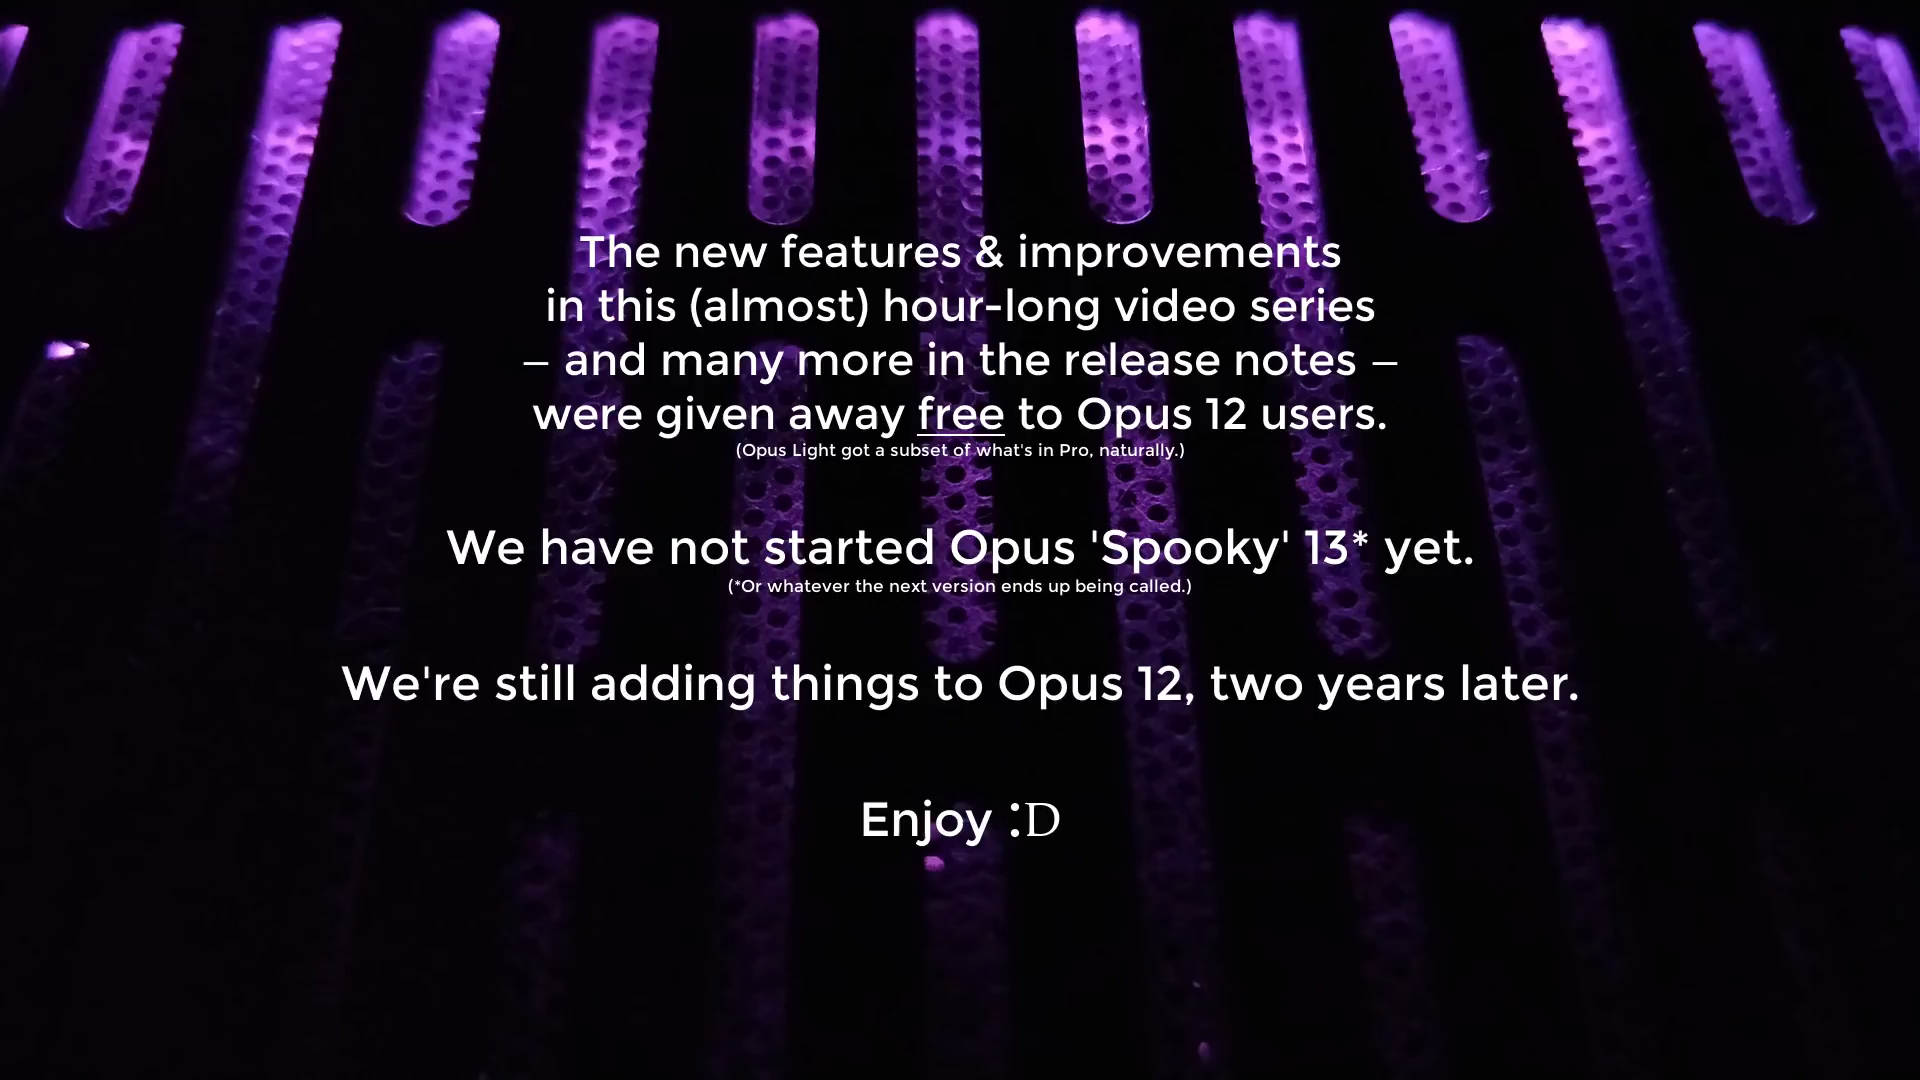 The new features & improvements
in this (almost) hour-long video series
– and many more in the release notes –
were given away free to Opus 12 users.
(Opus Light got a subset of what's in Pro, naturally.)
We have not started Opus 'Spooky' 13* yet.
(*Or whatever the next version ends up being called.)
We're still adding things to Opus 12, two years later.
Enjoy :D